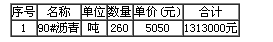 序号 名称 单位 数量 单价(元) 合计
1 90#沥青 吨 260 5050 1313000元